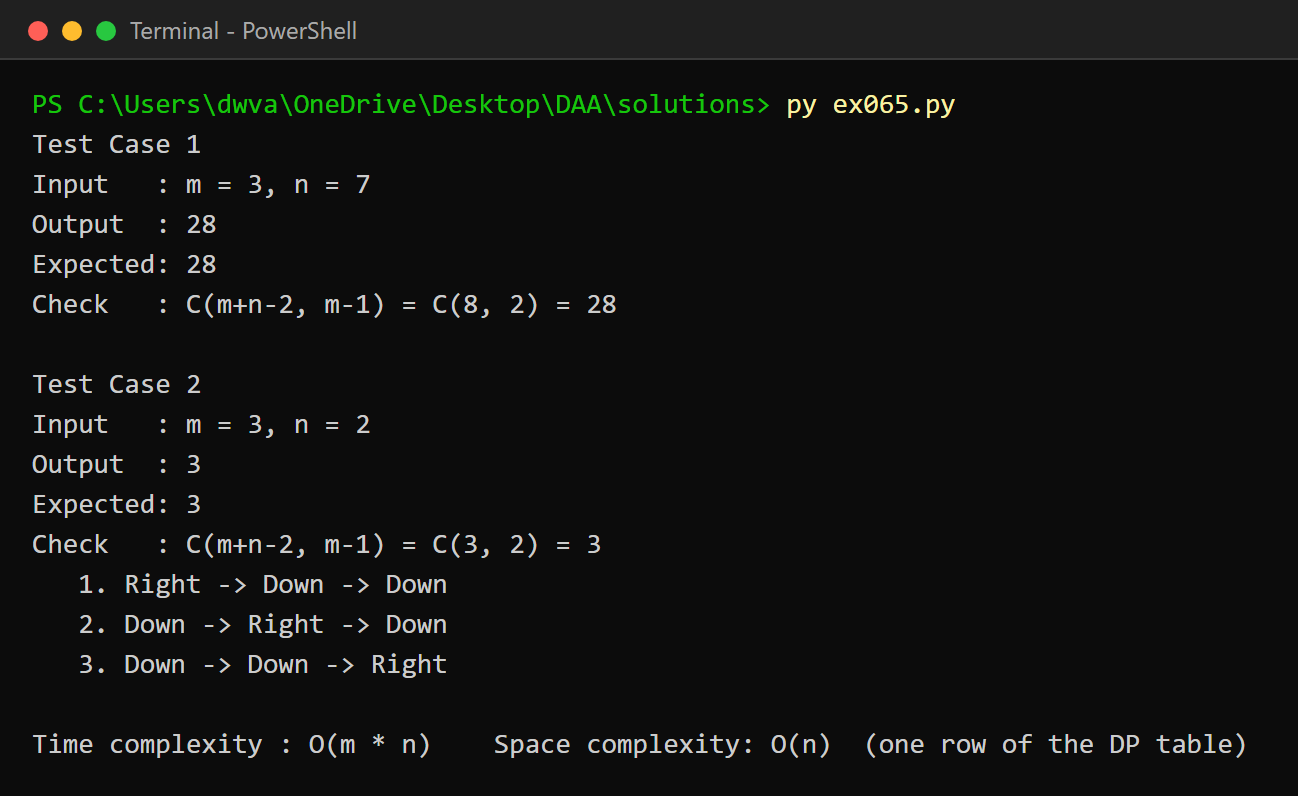 Terminal - PowerShell
PS C:\Users\dwva\OneDrive\Desktop\DAA\solutions> py ex065.py
Test Case 1
Input   : m = 3, n = 7
Output  : 28
Expected: 28
Check   : C(m+n-2, m-1) = C(8, 2) = 28

Test Case 2
Input   : m = 3, n = 2
Output  : 3
Expected: 3
Check   : C(m+n-2, m-1) = C(3, 2) = 3
   1. Right -> Down -> Down
   2. Down -> Right -> Down
   3. Down -> Down -> Right

Time complexity : O(m * n)    Space complexity: O(n)  (one row of the DP table)